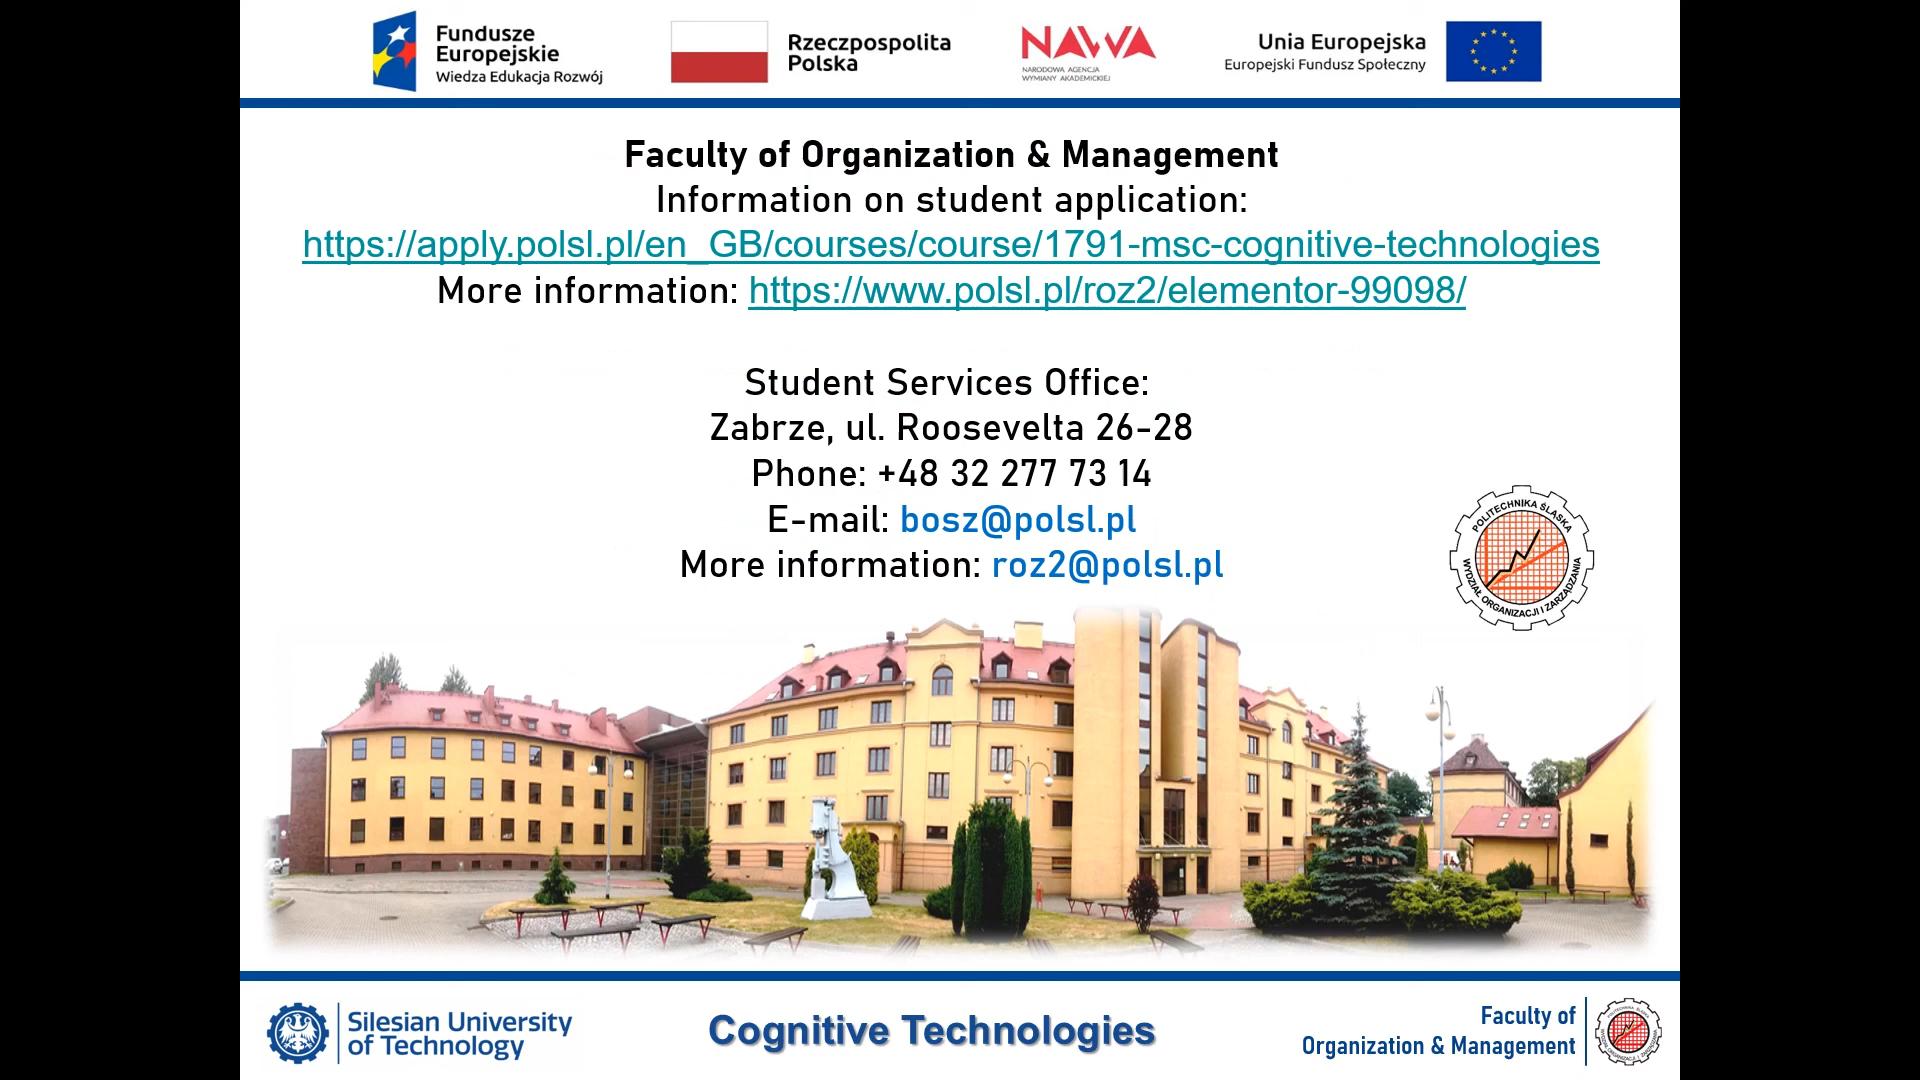 Fundusze
Europejskie
Wiedza Edukacja Rozwój
Rzeczpospolita
Polska
NAWA
NARODOWA AGENCJA
WYMIANY AKADEMICKIEJ
Unia Europejska
Europejski Fundusz Społeczny
Faculty of Organization & Management
Information on student application:
https://apply.polsl.pl/en_GB/courses/course/1791-msc-cognitive-technologies
More information: https://www.polsl.pl/roz2/elementor-99098/
Student Services Office:
Zabrze, ul. Roosevelta 26-28
Phone: +48 32 277 73 14
E-mail: bosz@polsl.pl
More information: roz2@polsl.pl
POLITECHNIKA ŚLĄSKA
WYDZIAŁ ORGANIZACJI I ZARZĄDZANIA
Silesian University
of Technology
Cognitive Technologies
Faculty of
Organization & Management